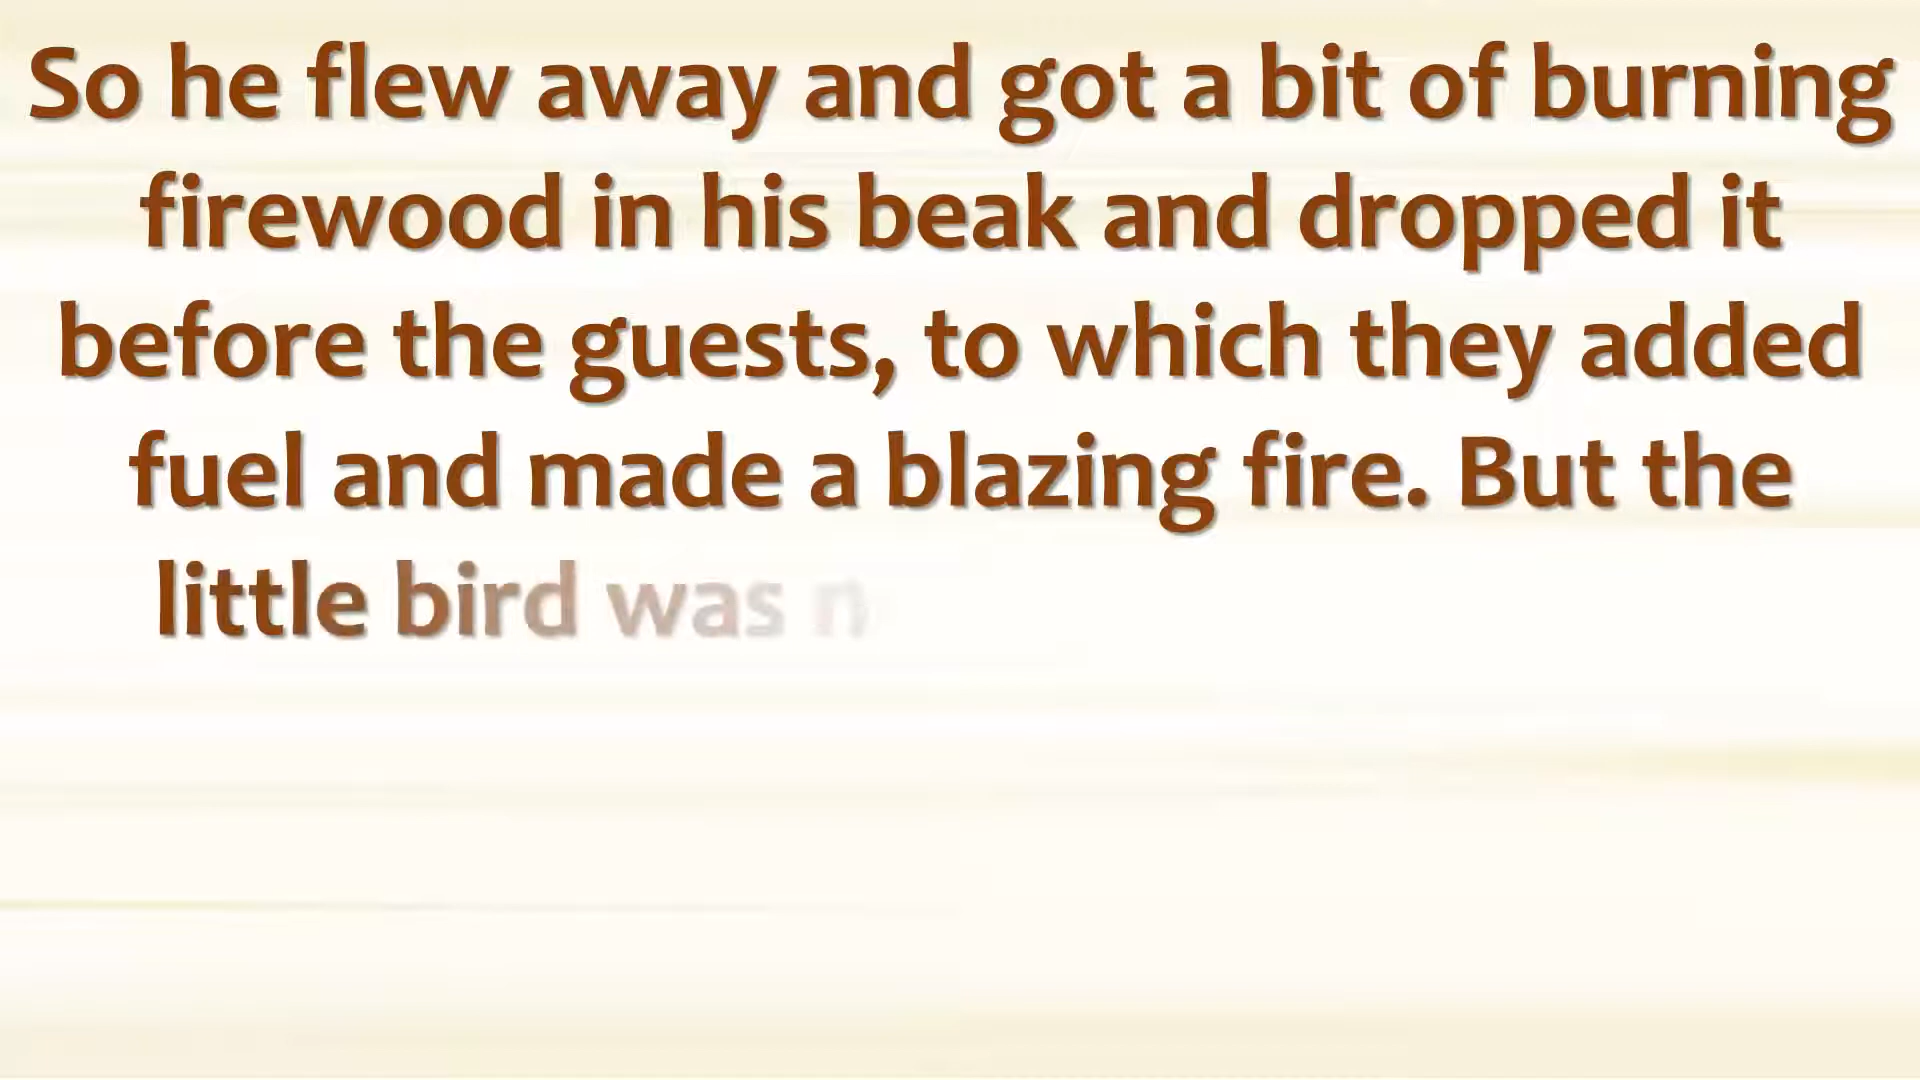 So he flew away and got a bit of burning
firewood in his beak and dropped it
before the guests, to which they added
fuel and made a blazing fire. But the
little bird was